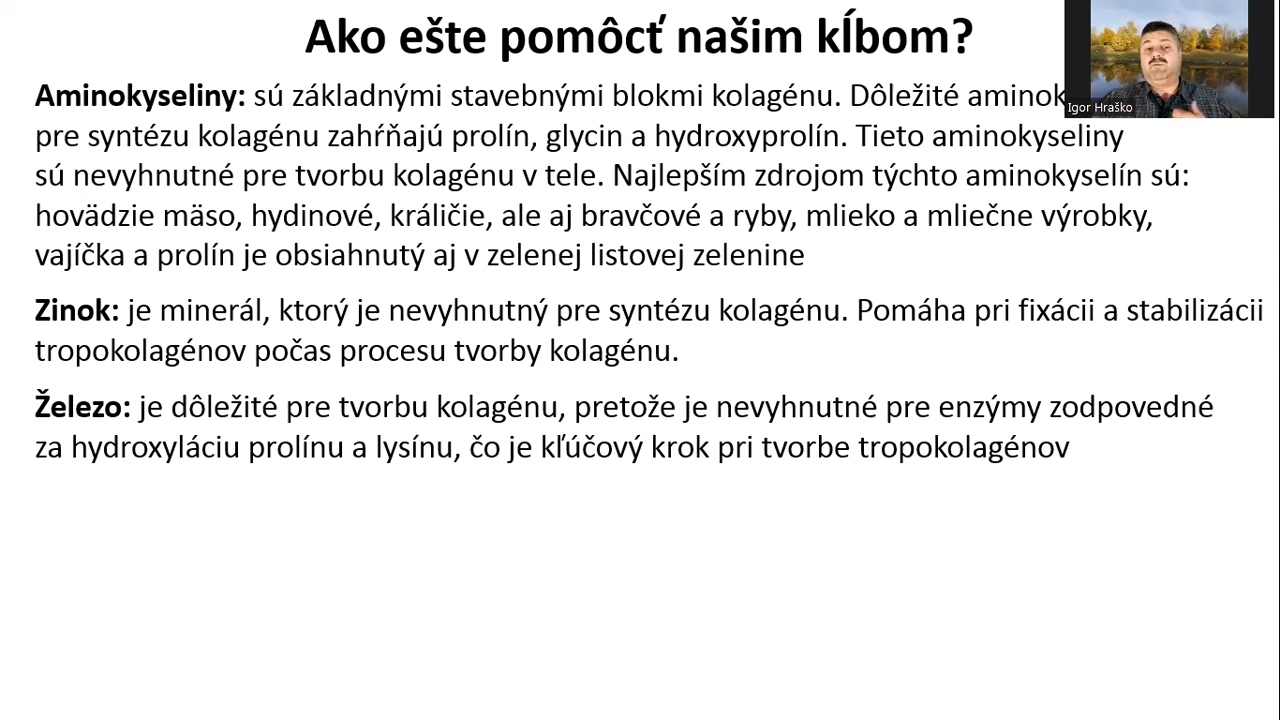 Ako ešte pomôcť našim kĺbom?
Igor Hraško
Aminokyseliny: sú základnými stavebnými blokmi kolagénu. Dôležité aminok
pre syntézu kolagénu zahŕňajú prolín, glycin a hydroxyprolín. Tieto aminokyseliny
sú nevyhnutné pre tvorbu kolagénu v tele. Najlepším zdrojom týchto aminokyselín sú:
hovädzie mäso, hydinové, králičie, ale aj bravčové a ryby, mlieko a mliečne výrobky,
vajíčka a prolín je obsiahnutý aj v zelenej listovej zelenine
Zinok: je minerál, ktorý je nevyhnutný pre syntézu kolagénu. Pomáha pri fixácii a stabilizácii
tropokolagénov počas procesu tvorby kolagénu.
Železo: je dôležité pre tvorbu kolagénu, pretože je nevyhnutné pre enzýmy zodpovedné
za hydroxyláciu prolínu a lysínu, čo je kľúčový krok pri tvorbe tropokolagénov